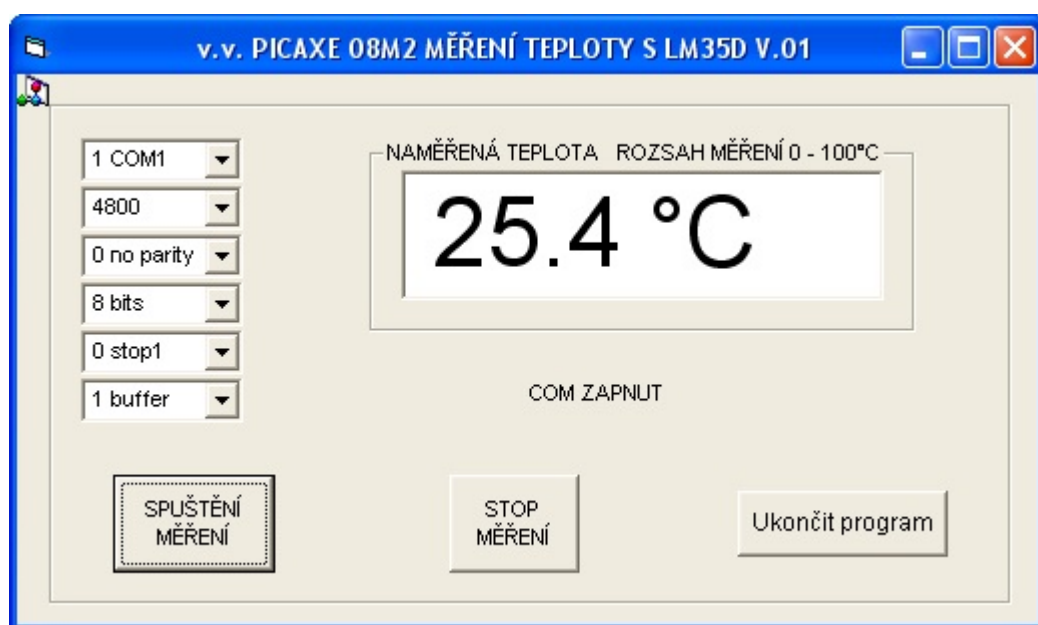 v.v. PICAXE 08M2 MĚŘENÍ TEPLOTY S LM35D V.01
1 COM1
4800
0 no parity
8 bits
0 stop1
1 buffer
NAMĚŘENÁ TEPLOTA ROZSAH MĚŘENÍ 0 - 100°C
25.4 °C
COM ZAPNUT
SPUŠTĚNÍ
MĚŘENÍ
STOP
MĚŘENÍ
Ukončit program